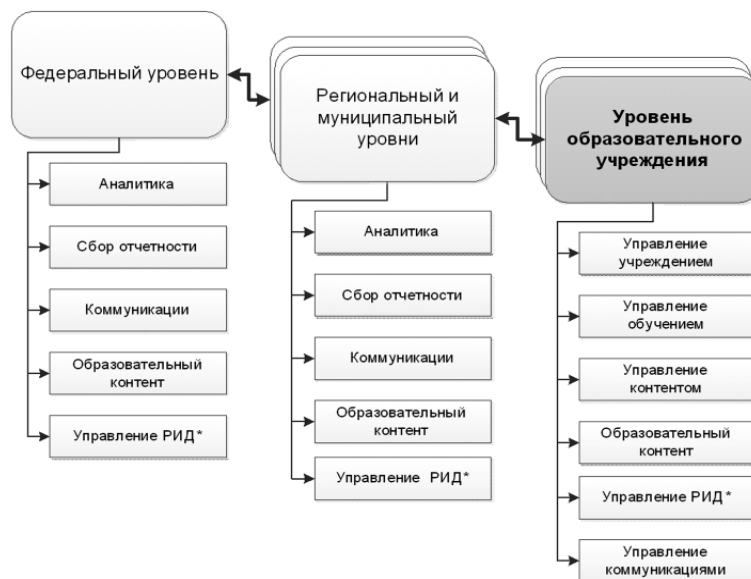 Федеральный уровень
Аналитика
Сбор отчетности
Коммуникации
Образовательный
контент
Управление РИД*
Региональный и
муниципальный
уровни
Аналитика
Сбор отчетности
Коммуникации
Образовательный
контент
Управление РИД*
Уровень
образовательного
учреждения
Управление
учреждением
Управление
обучением
Управление
контентом
Образовательный
контент
Управление РИД*
Управление
коммуникациями